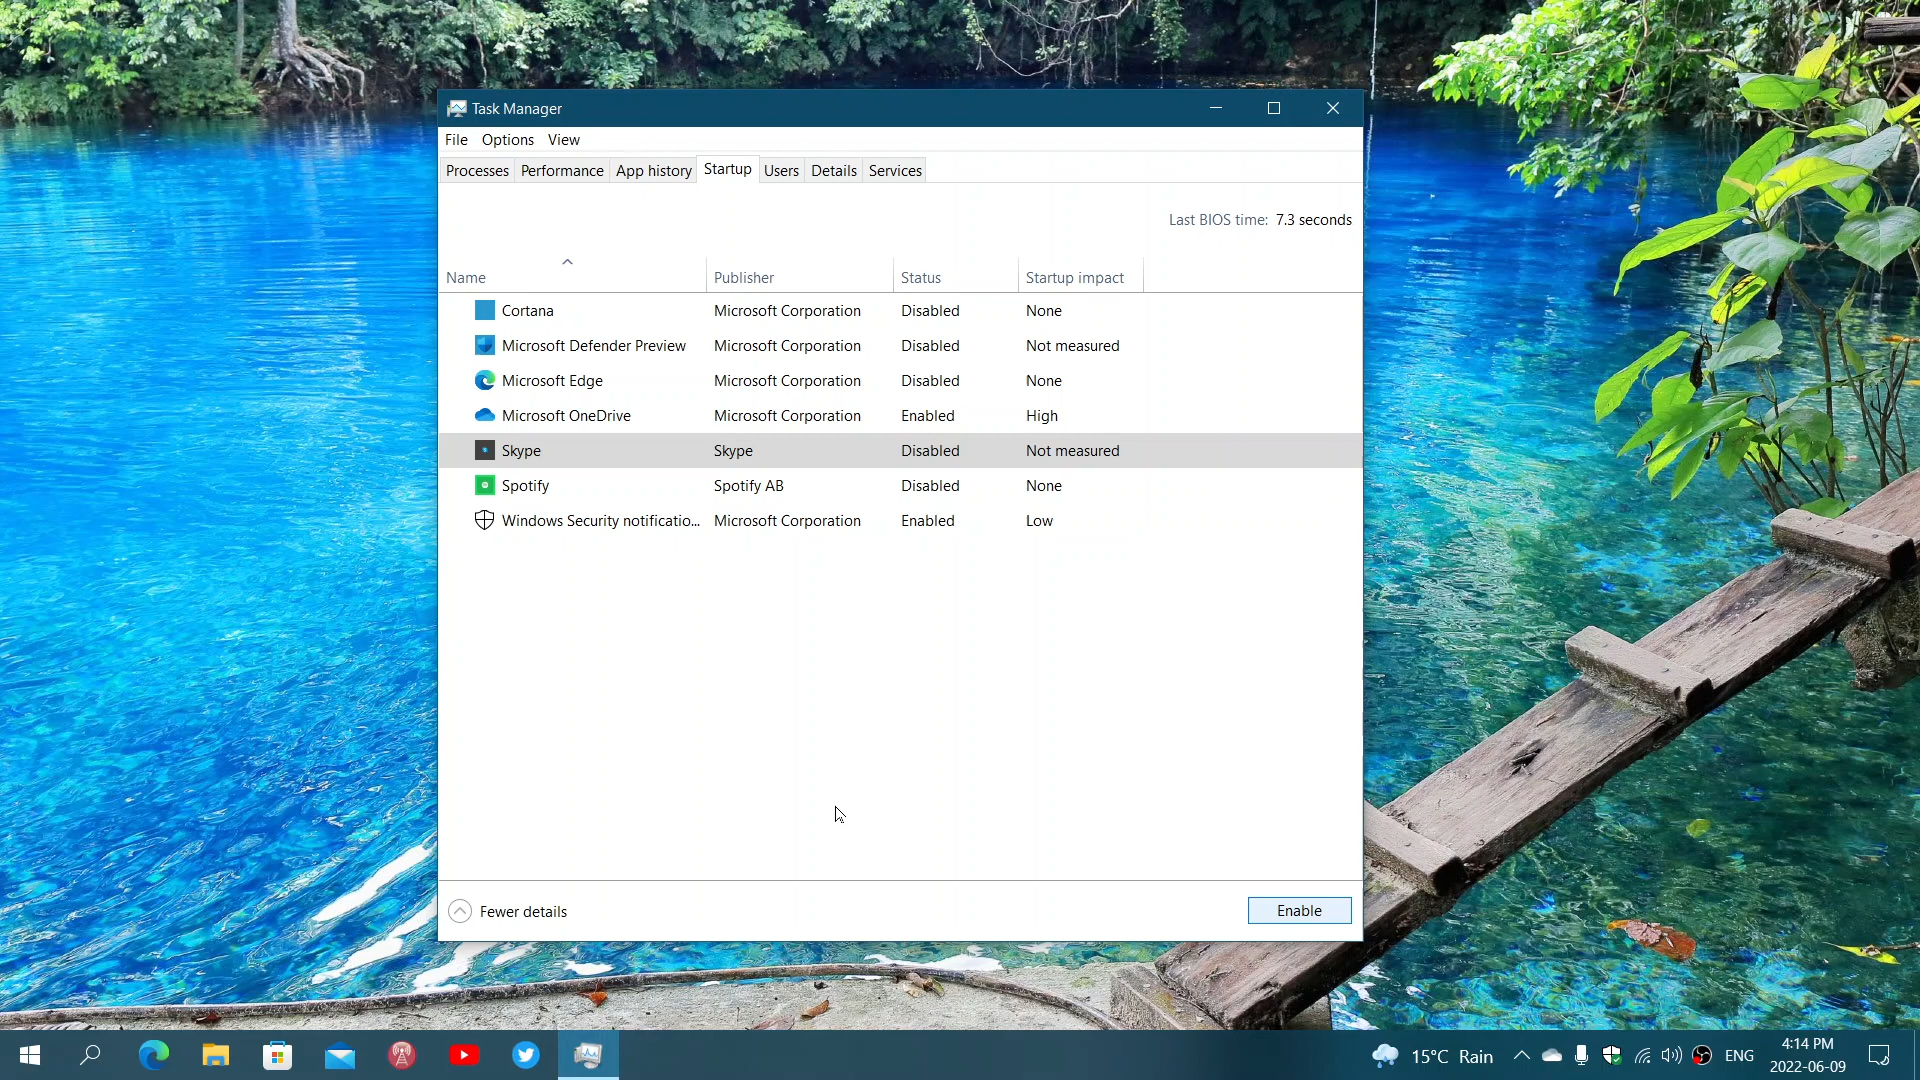 Task Manager
File Options View
Processes Performance App history Startup Users Details Services
Last BIOS time: 7.3 seconds
Name Publisher Status Startup impact
Cortana Microsoft Corporation Disabled None
Microsoft Defender Preview Microsoft Corporation Disabled Not measured
Microsoft Edge Microsoft Corporation Disabled None
Microsoft OneDrive Microsoft Corporation Enabled High
Skype Skype Disabled Not measured
Spotify Spotify AB Disabled None
Windows Security notificatio... Microsoft Corporation Enabled Low
Fewer details Enable
15°C Rain ENG 4:14 PM
2022-06-09